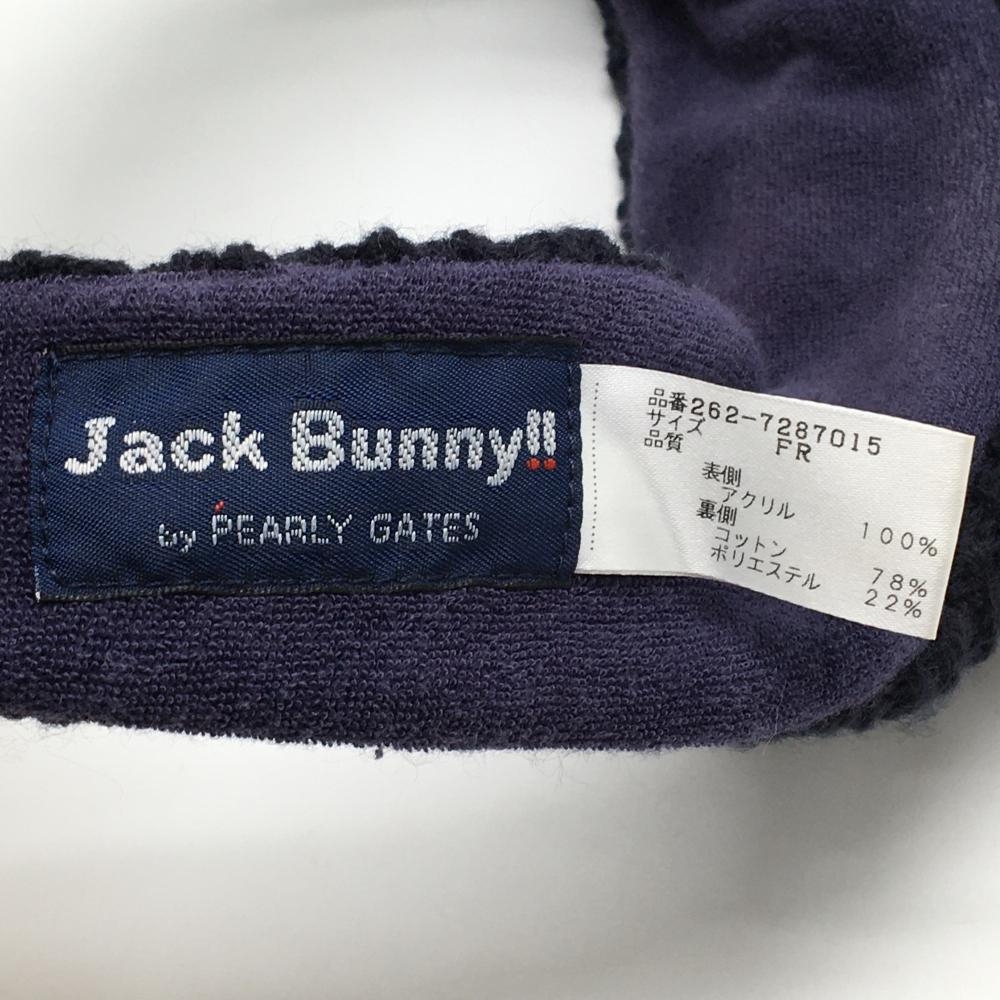 Jack Bunny!!
by PEARLY GATES
品番262-7287015
サイズ FR
品質
表側
アクリル 100%
裏側
コットン 78%
ポリエステル 22%